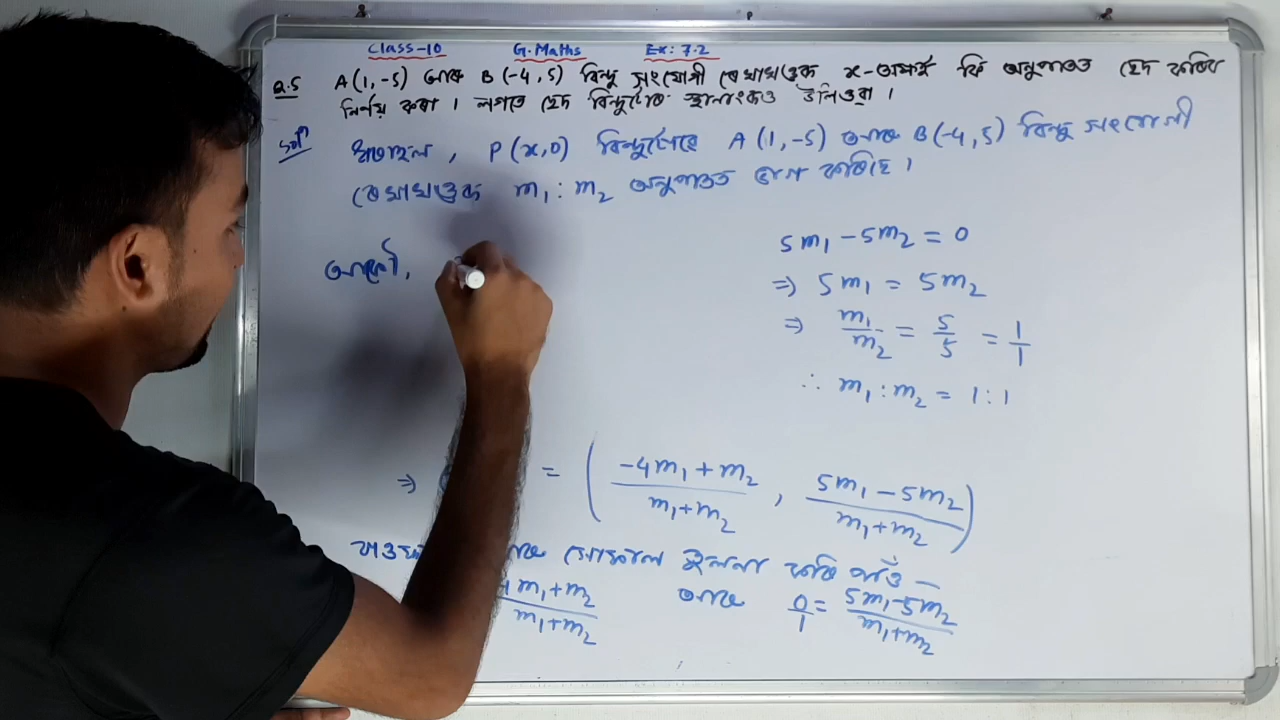 Class-10 G.Maths Ex: 7.2
Q.5 A(1,-5) আৰু B(-4,5) বিন্দু সংযোগী ৰেখাখণ্ডক x-অক্ষই কি অনুপাতত ছেদ কৰিব
নিৰ্ণয় কৰা। লগতে ছেদ বিন্দুটোৰ স্থানাংকও উলিওৱা।
Solⁿ ধৰাহ'ল, P(x,0) বিন্দুটোৱে A(1,-5) আৰু B(-4,5) বিন্দু সংযোগী
ৰেখাখণ্ডক m₁:m₂ অনুপাতত ভাগ কৰিছে।
আকৌ,
5m₁ - 5m₂ = 0
⇒ 5m₁ = 5m₂
⇒ m₁/m₂ = 5/5 = 1/1
∴ m₁:m₂ = 1:1
⇒ = ( (-4m₁+m₂)/(m₁+m₂) , (5m₁-5m₂)/(m₁+m₂) )
সোঁফালে তুলনা কৰি পাওঁ —
m₁+m₂/m₁+m₂ আৰু 0/1 = (5m₁-5m₂)/(m₁+m₂)